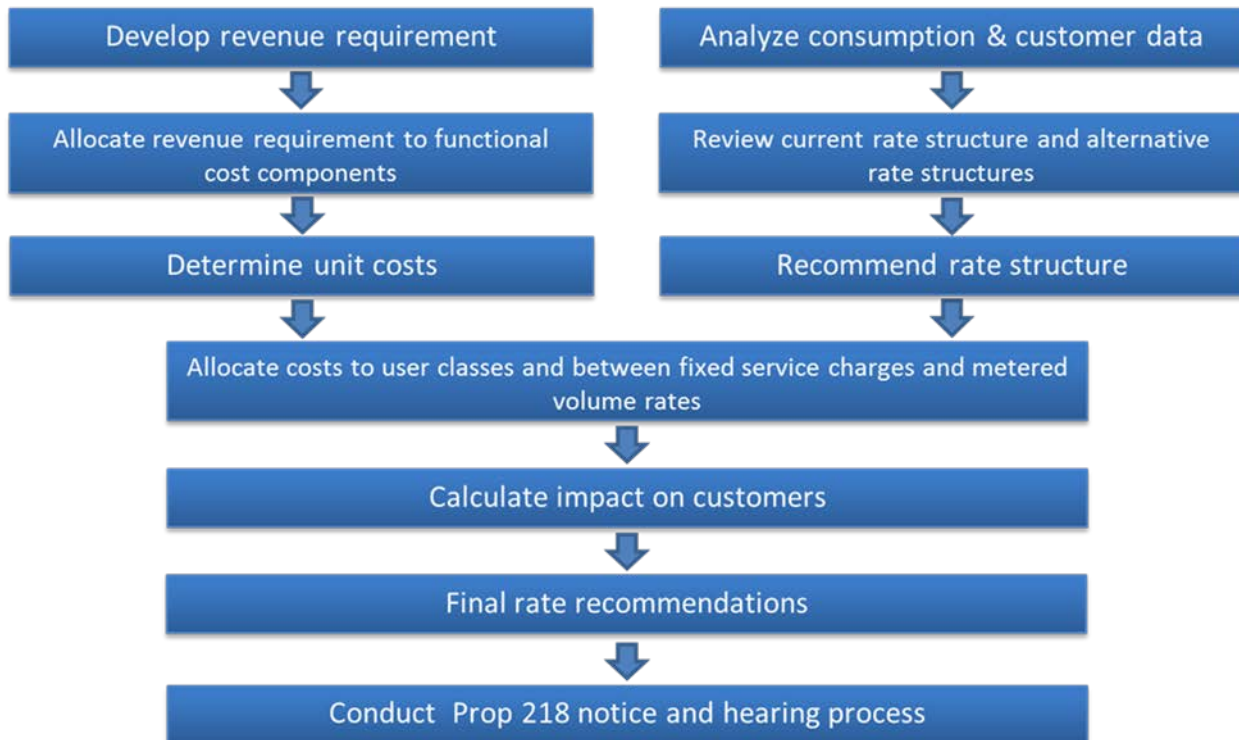 Develop revenue requirement
Analyze consumption & customer data
Allocate revenue requirement to functional
cost components
Review current rate structure and alternative
rate structures
Determine unit costs
Recommend rate structure
Allocate costs to user classes and between fixed service charges and metered
volume rates
Calculate impact on customers
Final rate recommendations
Conduct Prop 218 notice and hearing process